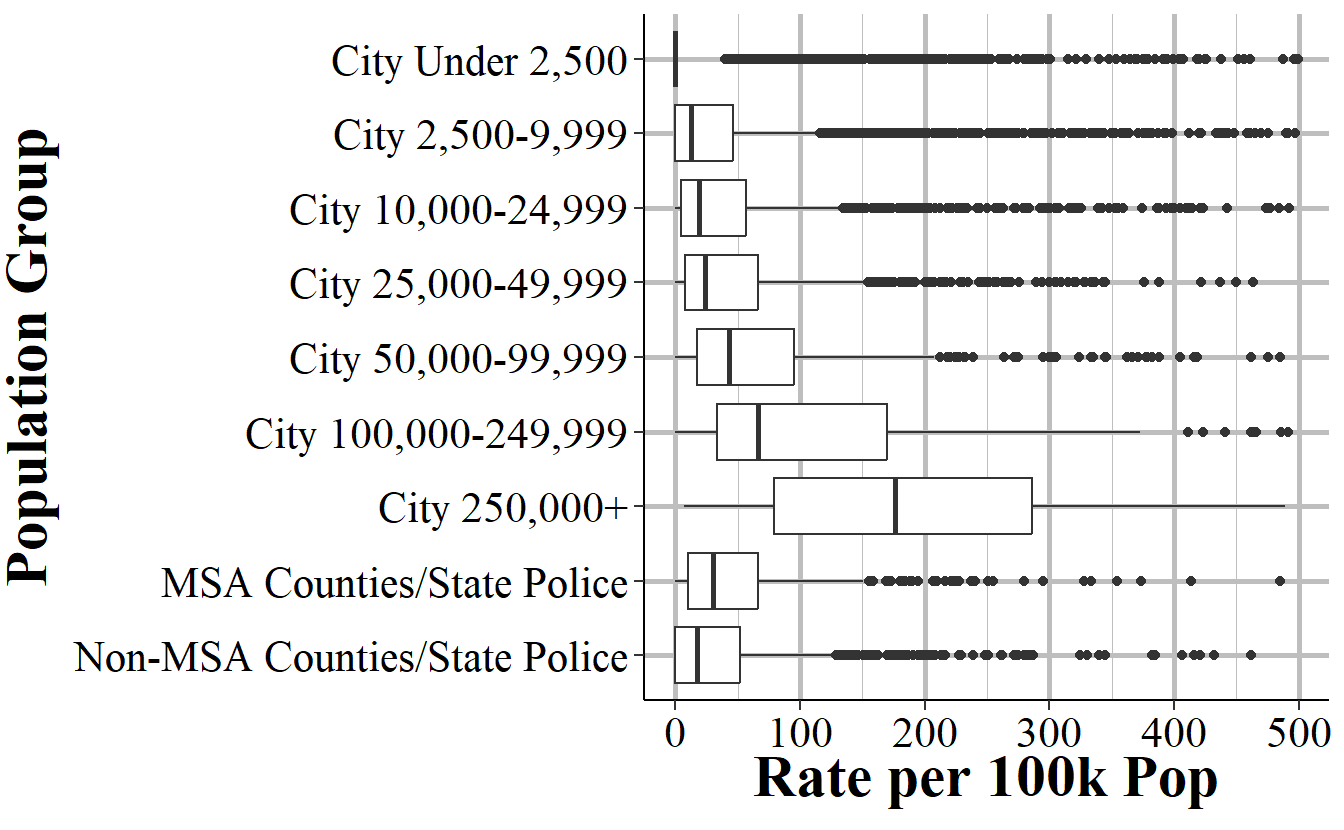 Population Group
City Under 2,500
City 2,500-9,999
City 10,000-24,999
City 25,000-49,999
City 50,000-99,999
City 100,000-249,999
City 250,000+
MSA Counties/State Police
Non-MSA Counties/State Police
0 100 200 300 400 500
Rate per 100k Pop